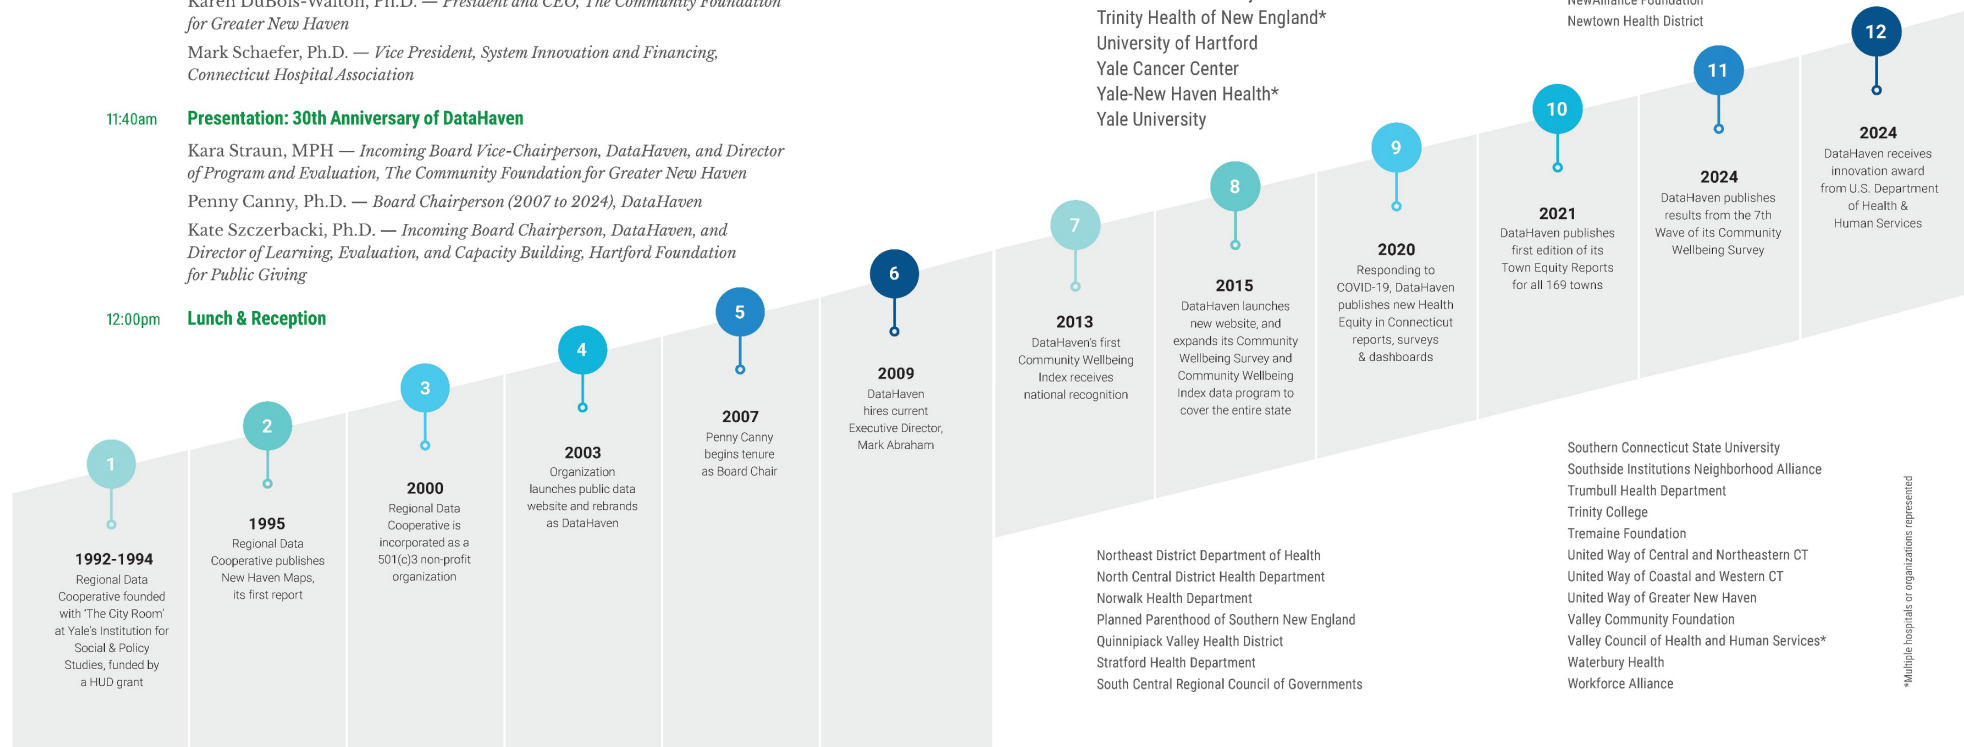 Karen DuBois-Walton, Ph.D. — President and CEO, The Community Foundation
for Greater New Haven
Mark Schaefer, Ph.D. — Vice President, System Innovation and Financing,
Connecticut Hospital Association
11:40am Presentation: 30th Anniversary of DataHaven
Kara Straun, MPH — Incoming Board Vice-Chairperson, DataHaven, and Director
of Program and Evaluation, The Community Foundation for Greater New Haven
Penny Canny, Ph.D. — Board Chairperson (2007 to 2024), DataHaven
Kate Szczerbacki, Ph.D. — Incoming Board Chairperson, DataHaven, and
Director of Learning, Evaluation, and Capacity Building, Hartford Foundation
for Public Giving
12:00pm Lunch & Reception
Trinity Health of New England*
University of Hartford
Yale Cancer Center
Yale-New Haven Health*
Yale University
NewAlliance Foundation
Newtown Health District
1
1992-1994
Regional Data
Cooperative founded
with 'The City Room'
at Yale's Institution for
Social & Policy
Studies, funded by
a HUD grant
2
1995
Regional Data
Cooperative publishes
New Haven Maps,
its first report
3
2000
Regional Data
Cooperative is
incorporated as a
501(c)3 non-profit
organization
4
2003
Organization
launches public data
website and rebrands
as DataHaven
5
2007
Penny Canny
begins tenure
as Board Chair
6
2009
DataHaven
hires current
Executive Director,
Mark Abraham
7
2013
DataHaven's first
Community Wellbeing
Index receives
national recognition
8
2015
DataHaven launches
new website, and
expands its Community
Wellbeing Survey and
Community Wellbeing
Index data program to
cover the entire state
9
2020
Responding to
COVID-19, DataHaven
publishes new Health
Equity in Connecticut
reports, surveys
& dashboards
10
2021
DataHaven publishes
first edition of its
Town Equity Reports
for all 169 towns
11
2024
DataHaven publishes
results from the 7th
Wave of its Community
Wellbeing Survey
12
2024
DataHaven receives
innovation award
from U.S. Department
of Health &
Human Services
Northeast District Department of Health
North Central District Health Department
Norwalk Health Department
Planned Parenthood of Southern New England
Quinnipiack Valley Health District
Stratford Health Department
South Central Regional Council of Governments
Southern Connecticut State University
Southside Institutions Neighborhood Alliance
Trumbull Health Department
Trinity College
Tremaine Foundation
United Way of Central and Northeastern CT
United Way of Coastal and Western CT
United Way of Greater New Haven
Valley Community Foundation
Valley Council of Health and Human Services*
Waterbury Health
Workforce Alliance
*Multiple hospitals or organizations represented